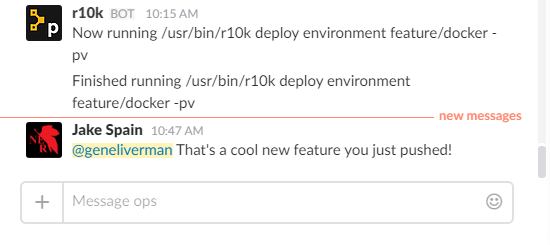 r10k BOT 10:15 AM
Now running /usr/bin/r10k deploy environment feature/docker -
pv
Finished running /usr/bin/r10k deploy environment
feature/docker -pv
new messages
Jake Spain 10:47 AM
@geneliverman That's a cool new feature you just pushed!
Message ops